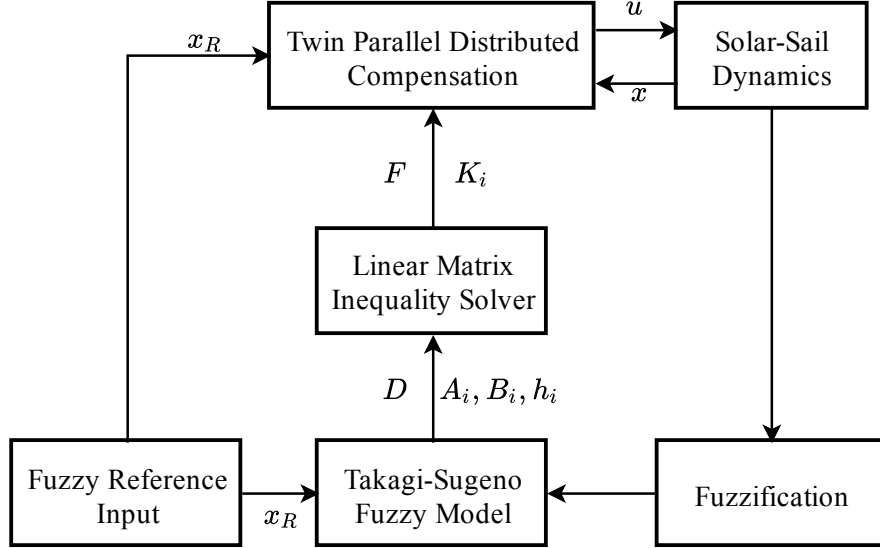 u
x_R
Twin Parallel Distributed
Compensation
Solar-Sail
Dynamics
x
F
K_i
Linear Matrix
Inequality Solver
D
A_i, B_i, h_i
Fuzzy Reference
Input
x_R
Takagi-Sugeno
Fuzzy Model
Fuzzification